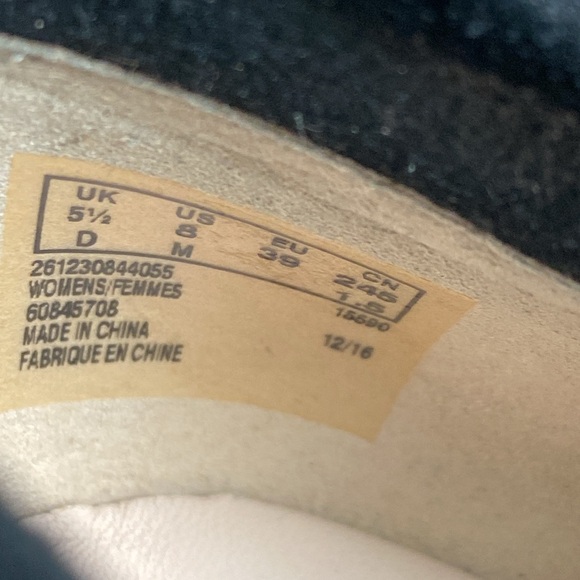 UK US EU CN
5½ 8 39 245
D M 1.5
261230844055 15590
WOMENS/FEMMES
60845708 12/16
MADE IN CHINA
FABRIQUE EN CHINE